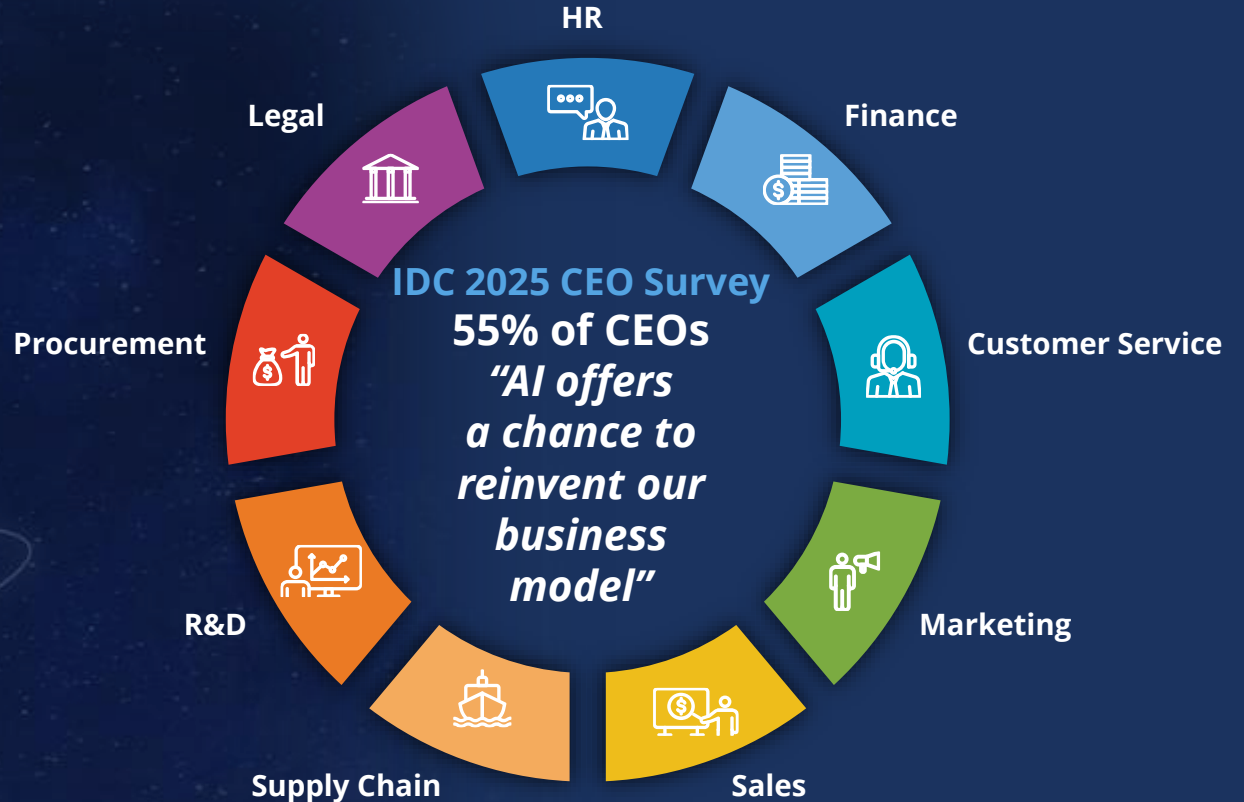 HR
Legal
Finance
IDC 2025 CEO Survey
55% of CEOs
“AI offers
a chance to
reinvent our
business
model”
Procurement
Customer Service
R&D
Marketing
Supply Chain
Sales